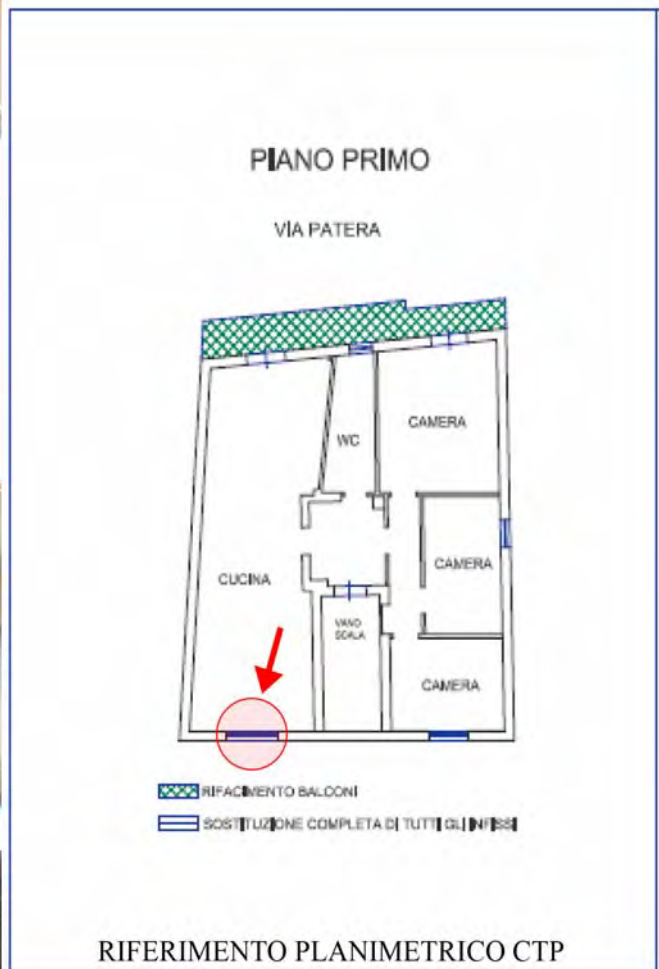 PIANO PRIMO
VIA PATERA
WC
CAMERA
CUCINA
CAMERA
VANO
SCALA
CAMERA
RIFACIMENTO BALCONI
SOSTITUZIONE COMPLETA DI TUTTI GLI INFISSI
RIFERIMENTO PLANIMETRICO CTP